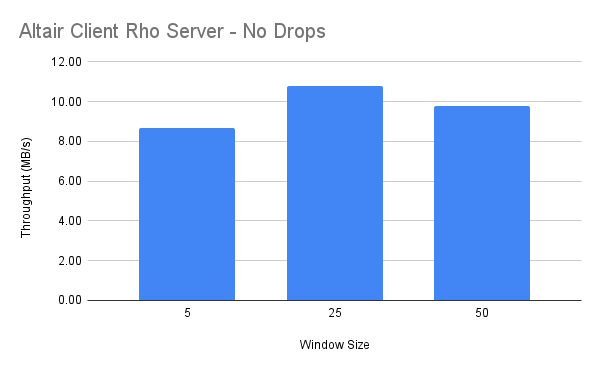 Altair Client Rho Server - No Drops
12.00
10.00
8.00
6.00
4.00
2.00
0.00
Throughput (MB/s)
5 25 50
Window Size